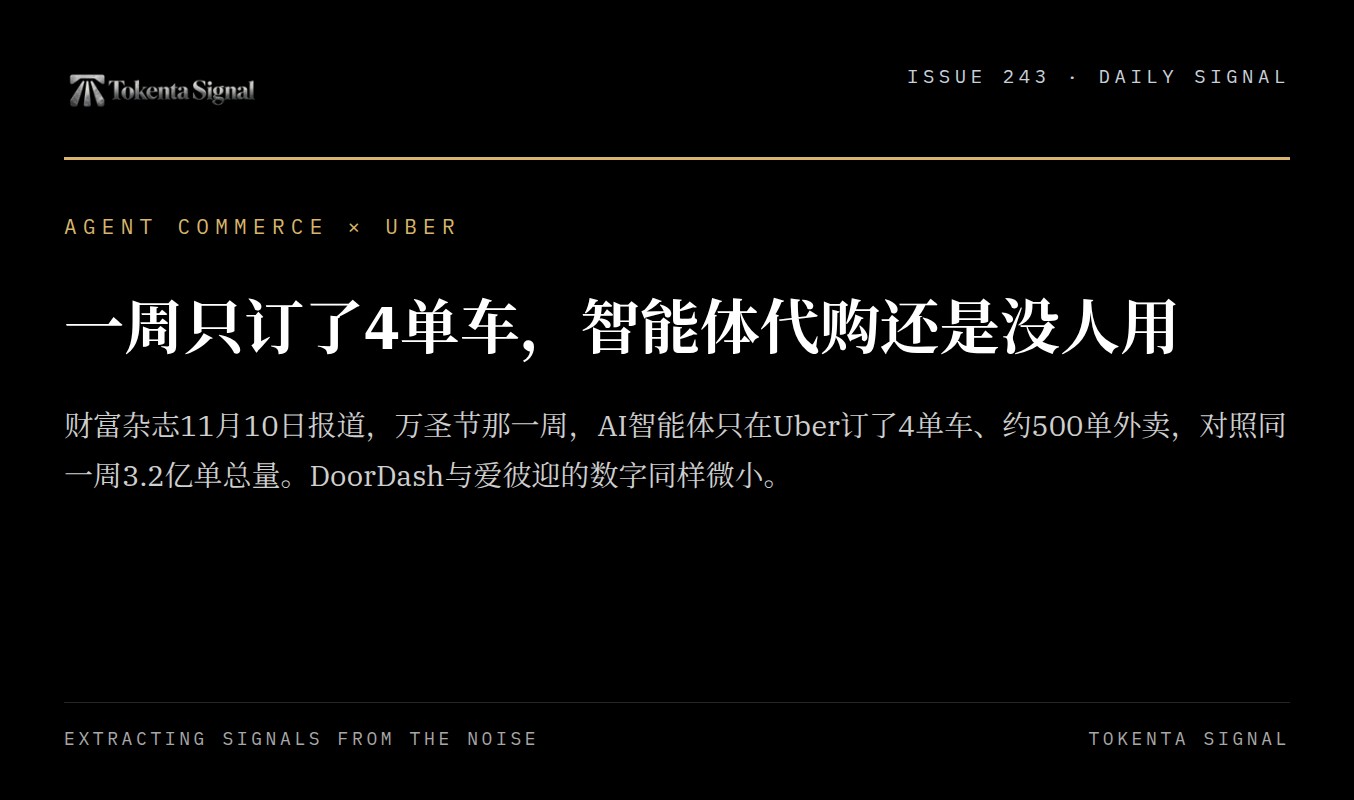 Tokenta Signal
ISSUE 243 · DAILY SIGNAL
AGENT COMMERCE × UBER
一周只订了4单车，智能体代购还是没人用
财富杂志11月10日报道，万圣节那一周，AI智能体只在Uber订了4单车、约500单外卖，对照同
一周3.2亿单总量。DoorDash与爱彼迎的数字同样微小。
EXTRACTING SIGNALS FROM THE NOISE
TOKENTA SIGNAL